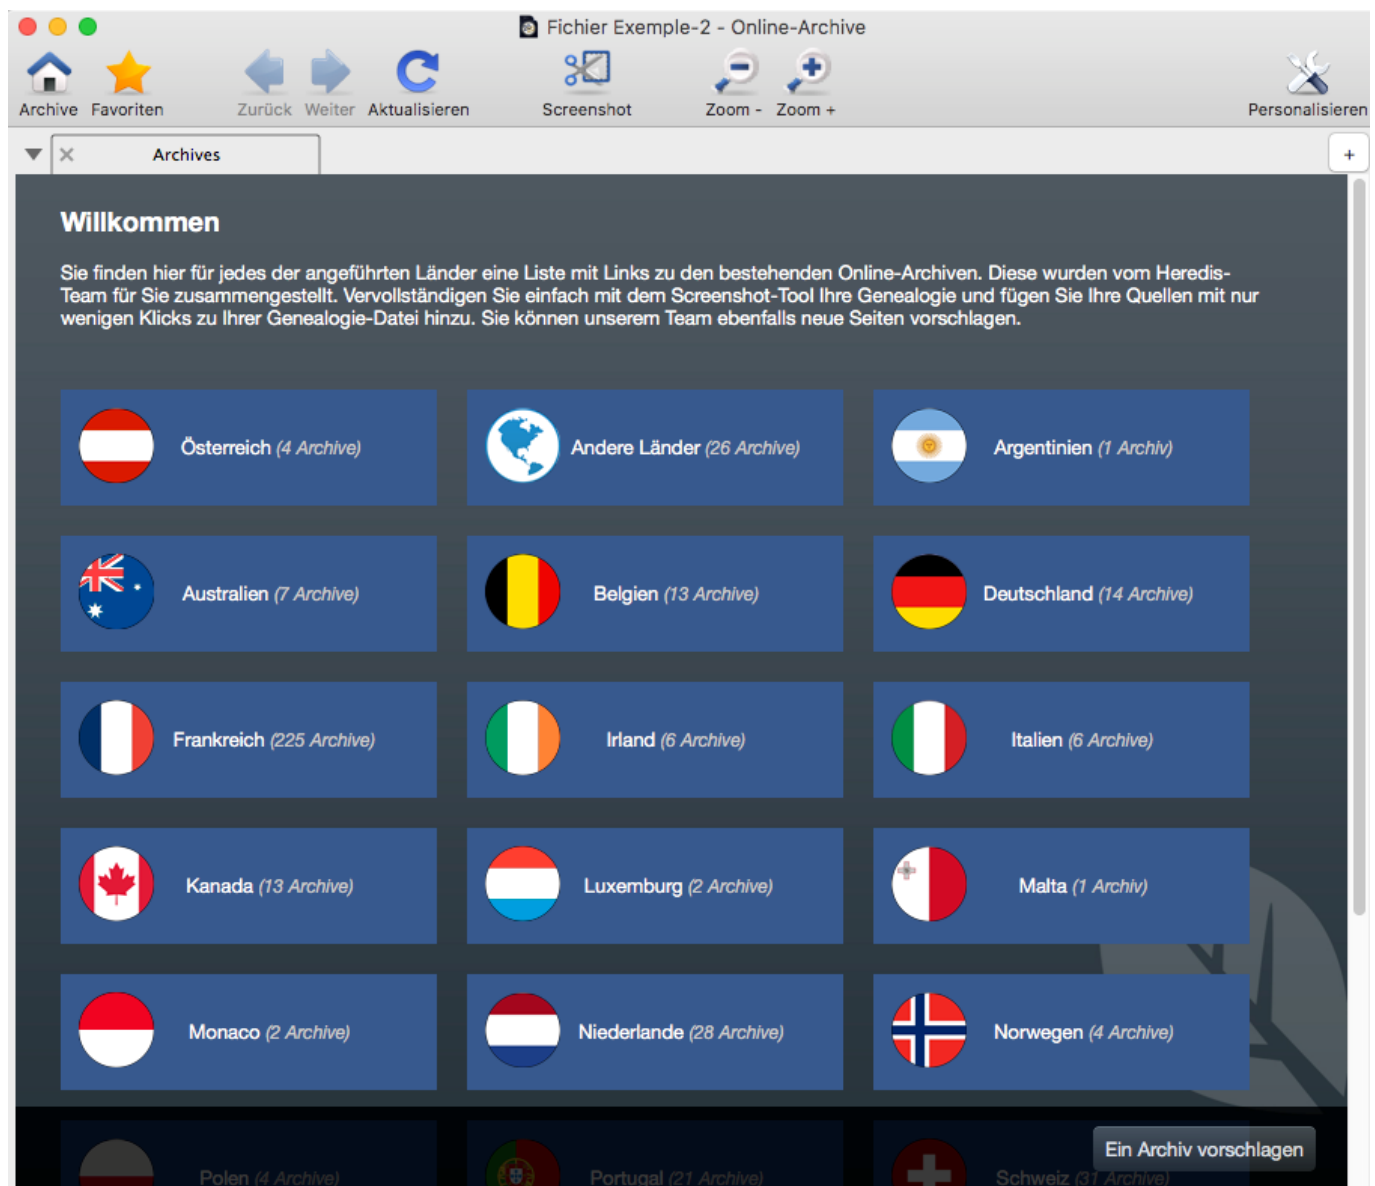 Fichier Exemple-2 - Online-Archive
Archive Favoriten Zurück Weiter Aktualisieren Screenshot Zoom - Zoom + Personalisieren
Archives +
Willkommen
Sie finden hier für jedes der angeführten Länder eine Liste mit Links zu den bestehenden Online-Archiven. Diese wurden vom Heredis-
Team für Sie zusammengestellt. Vervollständigen Sie einfach mit dem Screenshot-Tool Ihre Genealogie und fügen Sie Ihre Quellen mit nur
wenigen Klicks zu Ihrer Genealogie-Datei hinzu. Sie können unserem Team ebenfalls neue Seiten vorschlagen.
Österreich (4 Archive) Andere Länder (26 Archive) Argentinien (1 Archiv)
Australien (7 Archive) Belgien (13 Archive) Deutschland (14 Archive)
Frankreich (225 Archive) Irland (6 Archive) Italien (6 Archive)
Kanada (13 Archive) Luxemburg (2 Archive) Malta (1 Archiv)
Monaco (2 Archive) Niederlande (28 Archive) Norwegen (4 Archive)
Ein Archiv vorschlagen
Polen (4 Archive) Portugal (21 Archive) Schweiz (31 Archive)